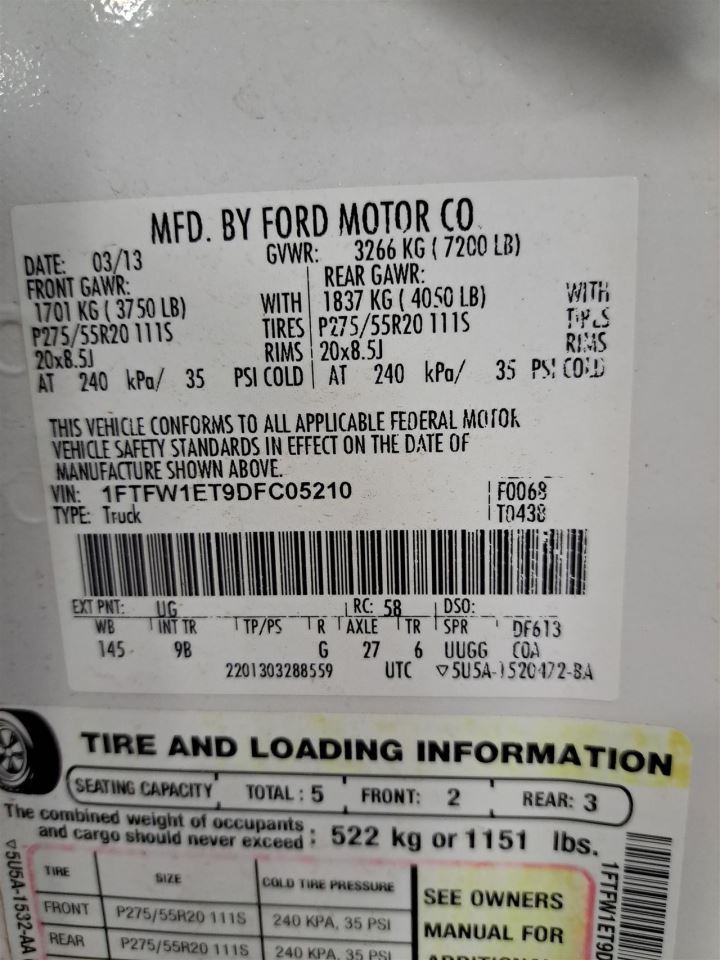 MFD. BY FORD MOTOR CO.
DATE: 03/13 GVWR: 3266 KG ( 7200 LB)
FRONT GAWR: REAR GAWR:
1701 KG ( 3750 LB) WITH 1837 KG ( 4050 LB) WITH
P275/55R20 111S TIRES P275/55R20 111S TIRES
20x8.5J RIMS 20x8.5J RIMS
AT 240 kPa/ 35 PSI COLD AT 240 kPa/ 35 PSI COLD
THIS VEHICLE CONFORMS TO ALL APPLICABLE FEDERAL MOTOR
VEHICLE SAFETY STANDARDS IN EFFECT ON THE DATE OF
MANUFACTURE SHOWN ABOVE.
VIN: 1FTFW1ET9DFC05210 F0068
TYPE: Truck T0438
EXT PNT: UG RC: 58 DSO:
WB INT TR TP/PS R AXLE TR SPR DF613
145 9B G 27 6 UUGG COA
2201303288559 UTC ▽5U5A-1520472-BA
TIRE AND LOADING INFORMATION
SEATING CAPACITY TOTAL : 5 FRONT: 2 REAR: 3
The combined weight of occupants
and cargo should never exceed : 522 kg or 1151 lbs.
TIRE SIZE COLD TIRE PRESSURE
FRONT P275/55R20 111S 240 KPA, 35 PSI
REAR P275/55R20 111S 240 KPA, 35 PSI
SEE OWNERS
MANUAL FOR
▽5U5A-1532-AA
1FTFW1ET9D